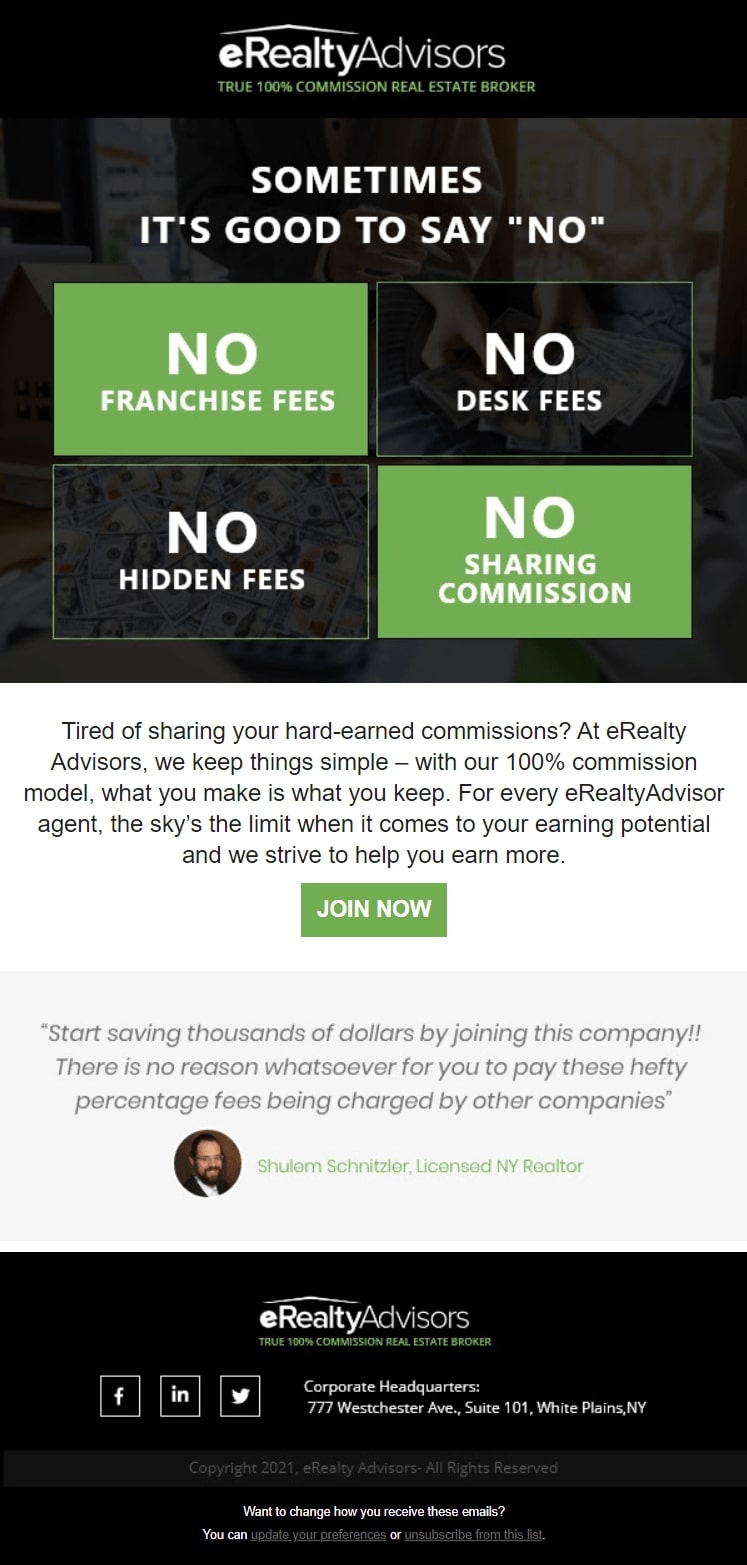 eRealtyAdvisors
TRUE 100% COMMISSION REAL ESTATE BROKER
SOMETIMES
IT'S GOOD TO SAY "NO"
NO
FRANCHISE FEES
NO
DESK FEES
NO
HIDDEN FEES
NO
SHARING
COMMISSION
Tired of sharing your hard-earned commissions? At eRealty
Advisors, we keep things simple – with our 100% commission
model, what you make is what you keep. For every eRealtyAdvisor
agent, the sky’s the limit when it comes to your earning potential
and we strive to help you earn more.
JOIN NOW
“Start saving thousands of dollars by joining this company!!
There is no reason whatsoever for you to pay these hefty
percentage fees being charged by other companies”
Shulem Schnitzler, Licensed NY Realtor
eRealtyAdvisors
TRUE 100% COMMISSION REAL ESTATE BROKER
f in
Corporate Headquarters:
777 Westchester Ave., Suite 101, White Plains,NY
Copyright 2021, eRealty Advisors- All Rights Reserved
Want to change how you receive these emails?
You can update your preferences or unsubscribe from this list.